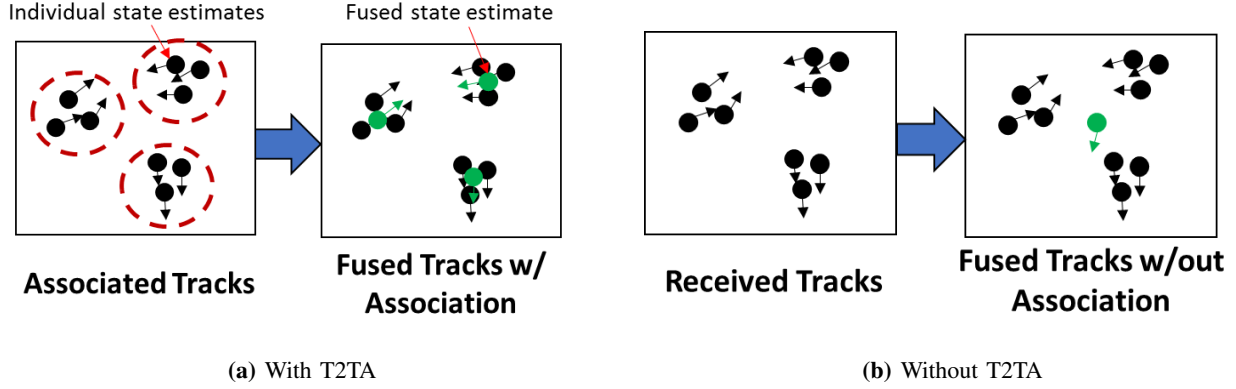 Individual state estimates
Fused state estimate
Associated Tracks
Fused Tracks w/
Association
Received Tracks
Fused Tracks w/out
Association
(a) With T2TA
(b) Without T2TA